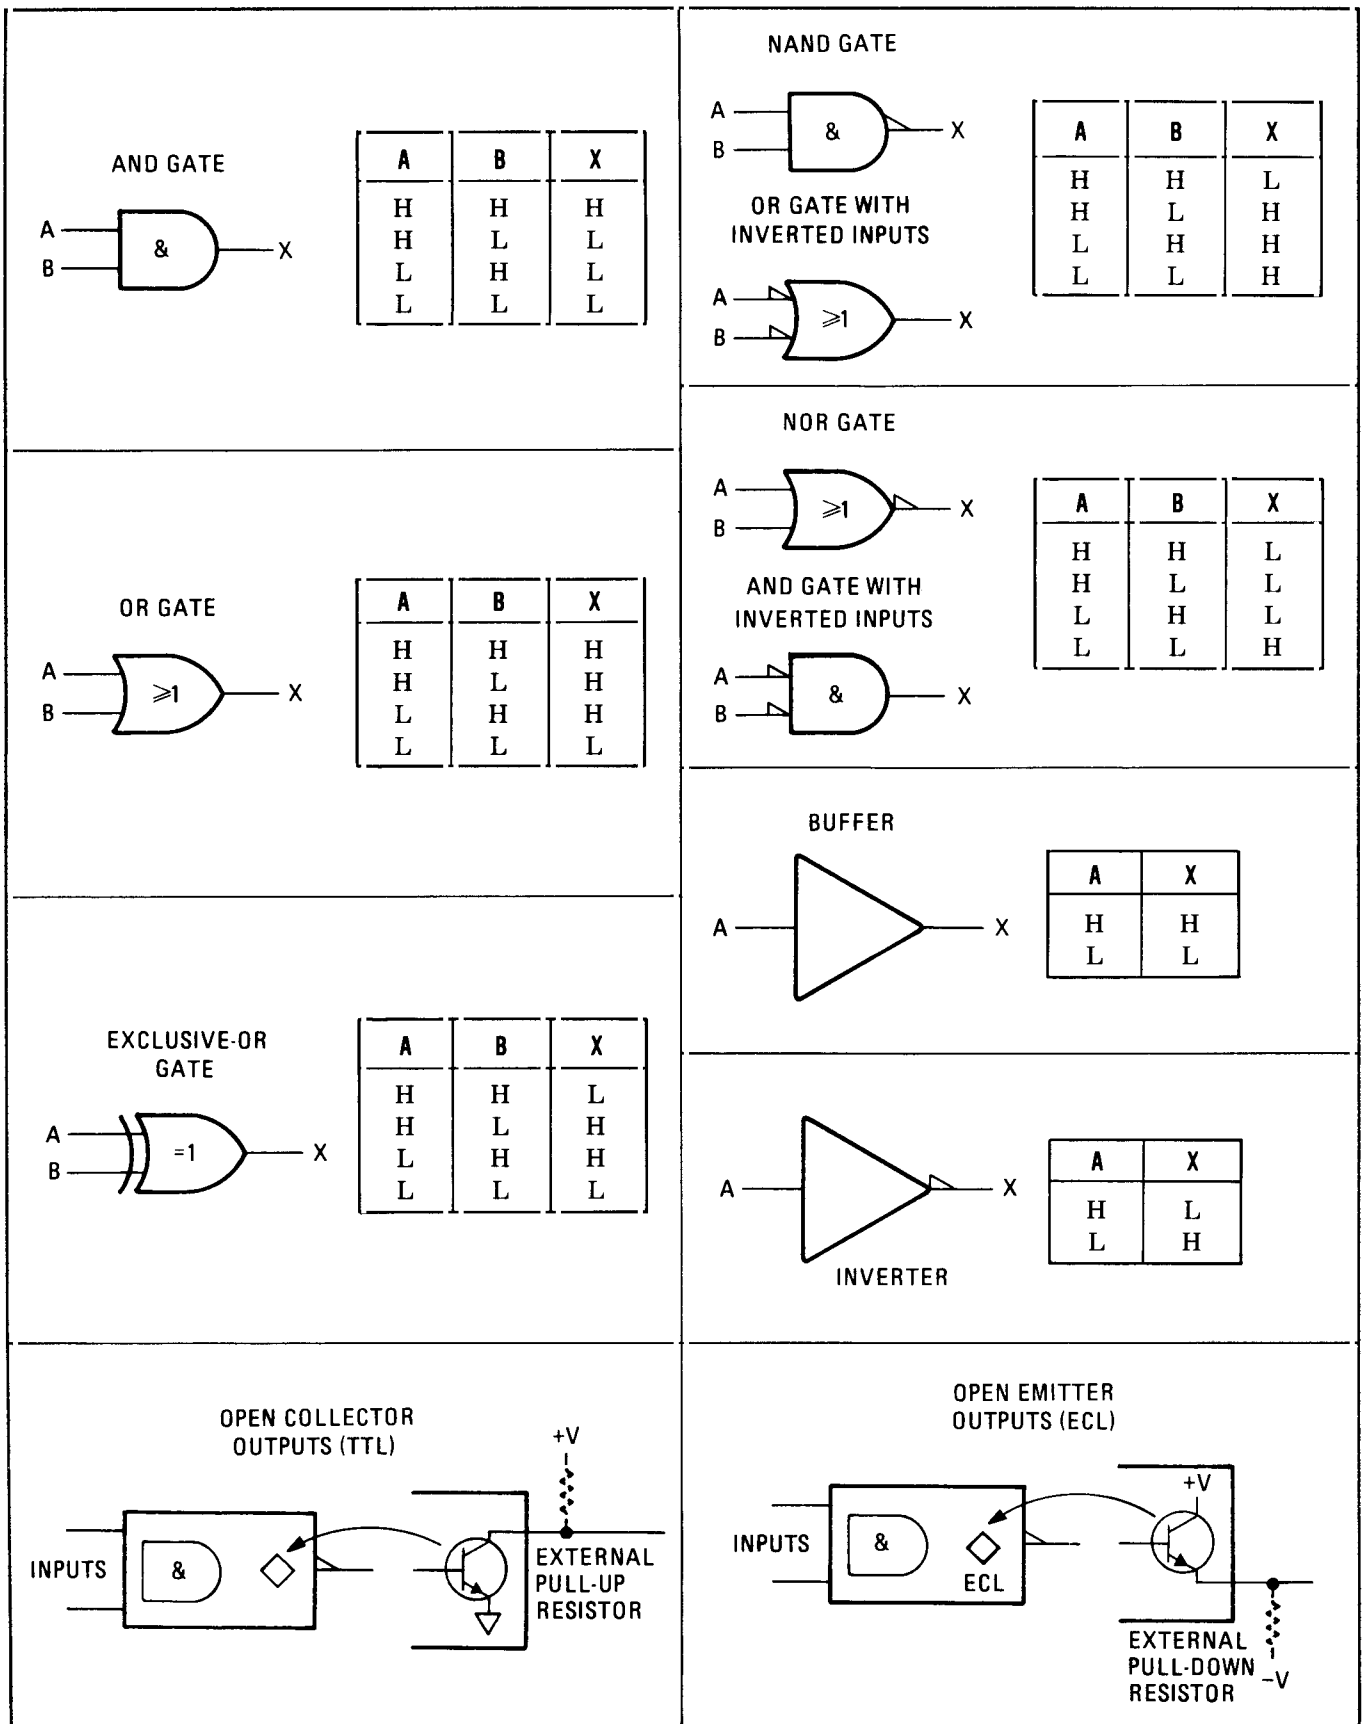 AND GATE
A
B
&
X
A B X
H H H
H L L
L H L
L L L
OR GATE
A
B
≥1
X
A B X
H H H
H L H
L H H
L L L
EXCLUSIVE-OR
GATE
A
B
=1
X
A B X
H H L
H L H
L H H
L L L
OPEN COLLECTOR
OUTPUTS (TTL)
+V
INPUTS
&
EXTERNAL
PULL-UP
RESISTOR
NAND GATE
A
B
&
X
OR GATE WITH
INVERTED INPUTS
A
B
≥1
X
A B X
H H L
H L H
L H H
L L H
NOR GATE
A
B
≥1
X
AND GATE WITH
INVERTED INPUTS
A
B
&
X
A B X
H H L
H L L
L H L
L L H
BUFFER
A
X
A X
H H
L L
A
X
INVERTER
A X
H L
L H
OPEN EMITTER
OUTPUTS (ECL)
+V
INPUTS
&
ECL
EXTERNAL
PULL-DOWN
RESISTOR
-V